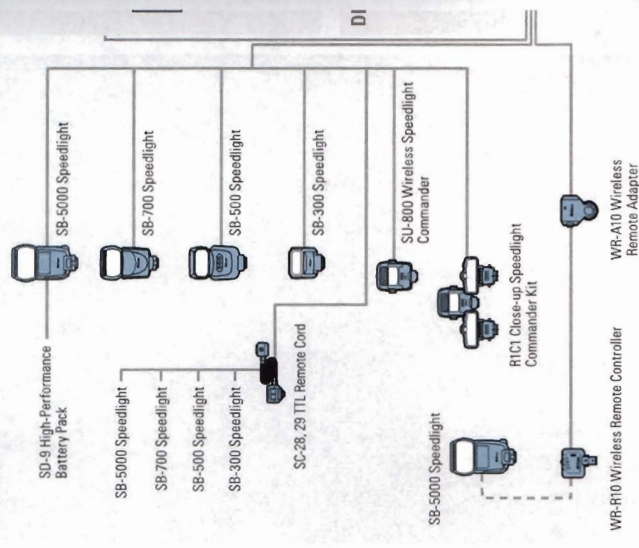 DI
SD-9 High-Performance
Battery Pack
SB-5000 Speedlight
SB-700 Speedlight
SB-500 Speedlight
SB-300 Speedlight
SB-5000 Speedlight
SB-700 Speedlight
SB-500 Speedlight
SB-300 Speedlight
SC-28, 29 TTL Remote Cord
SU-800 Wireless Speedlight
Commander
R1C1 Close-up Speedlight
Commander Kit
SB-5000 Speedlight
WR-R10 Wireless Remote Controller
WR-A10 Wireless
Remote Adapter